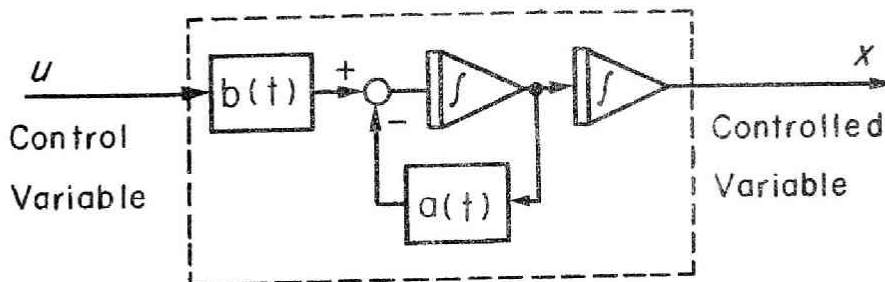 u
Control
Variable
b(t)
+
−
∫
∫
a(t)
x
Controlled
Variable